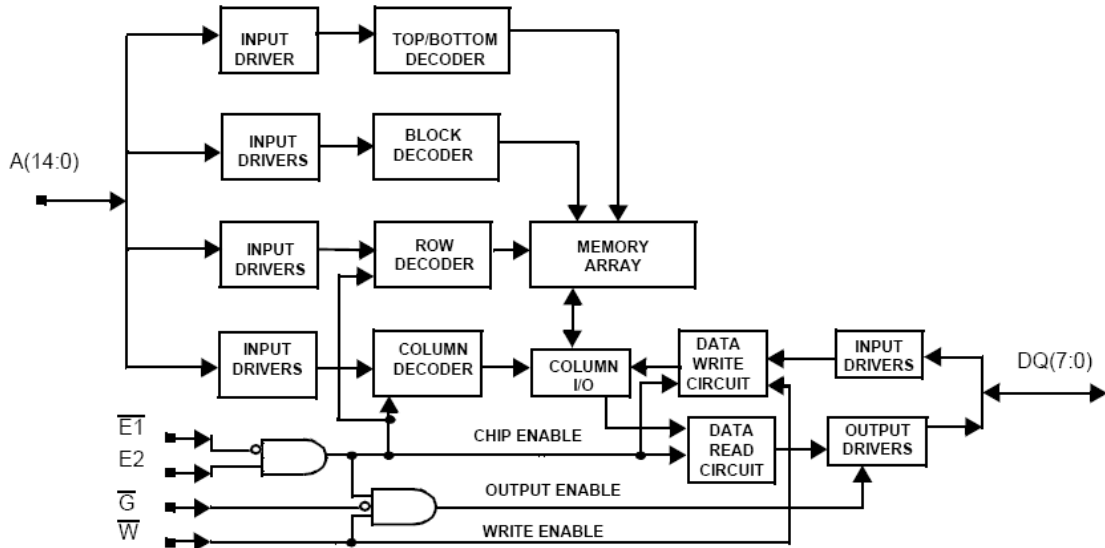 INPUT
DRIVER
TOP/BOTTOM
DECODER
INPUT
DRIVERS
BLOCK
DECODER
A(14:0)
INPUT
DRIVERS
ROW
DECODER
MEMORY
ARRAY
INPUT
DRIVERS
COLUMN
DECODER
COLUMN
I/O
DATA
WRITE
CIRCUIT
INPUT
DRIVERS
DQ(7:0)
E1
CHIP ENABLE
DATA
READ
CIRCUIT
OUTPUT
DRIVERS
E2
G
OUTPUT ENABLE
W
WRITE ENABLE